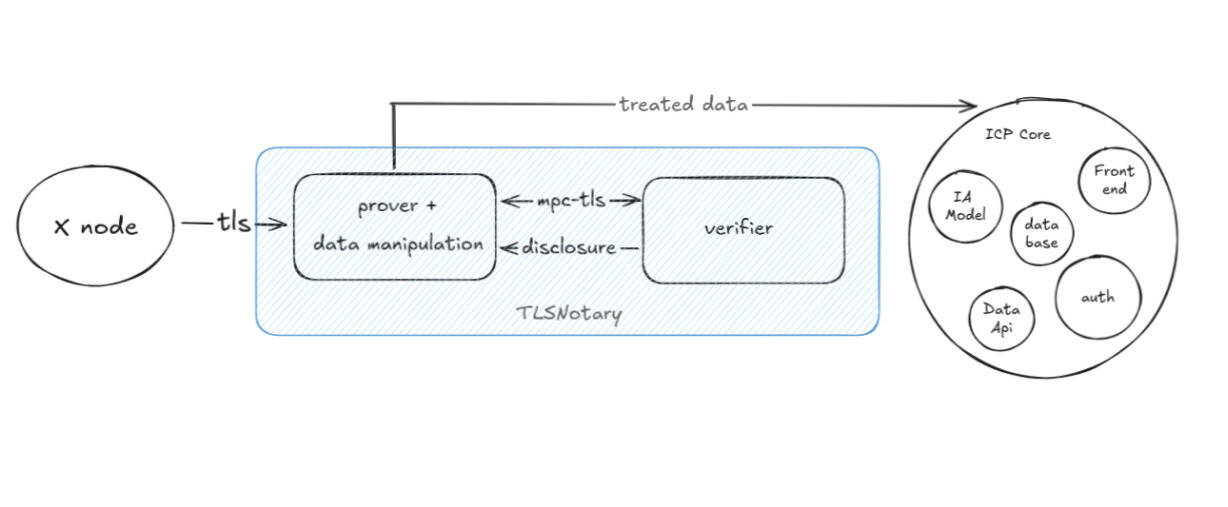 treated data
ICP Core
Front
end
IA
Model
data
base
auth
Data
Api
X node
tls
prover +
data manipulation
mpc-tls
disclosure
verifier
TLSNotary